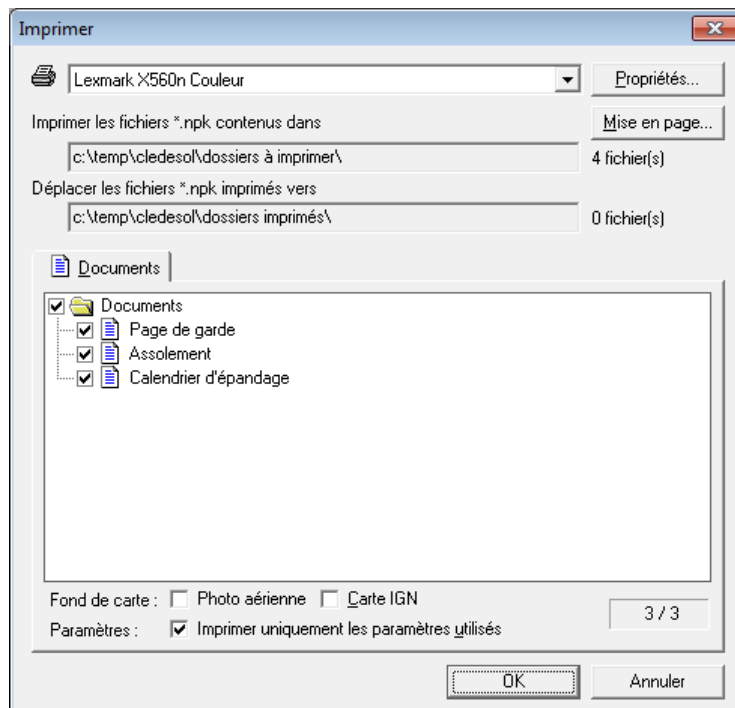 Imprimer
Lexmark X560n Couleur
Propriétés...
Imprimer les fichiers *.npk contenus dans
Mise en page...
c:\temp\cledesol\dossiers à imprimer\
4 fichier(s)
Déplacer les fichiers *.npk imprimés vers
c:\temp\cledesol\dossiers imprimés\
0 fichier(s)
Documents
Documents
Page de garde
Assolement
Calendrier d'épandage
Fond de carte : Photo aérienne Carte IGN
3 / 3
Paramètres : Imprimer uniquement les paramètres utilisés
OK Annuler